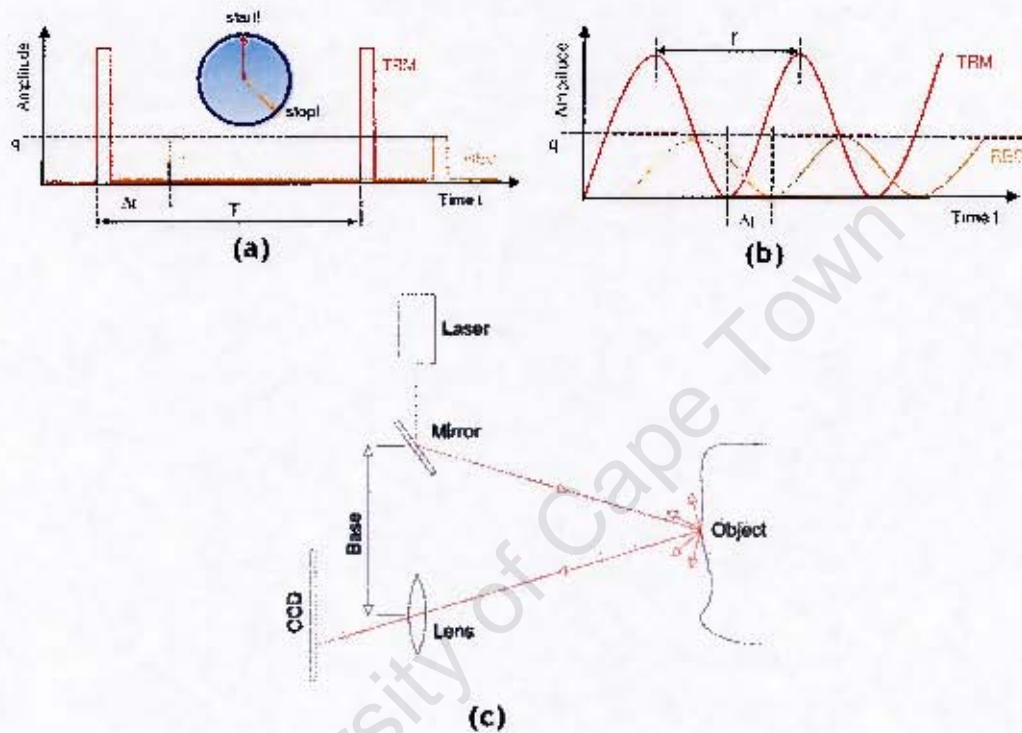 start!
Amplitude
TRM
stop!
q
Time t
Δt
T
(a)
Amplitude
T
TRM
q
REC
Δt
Time t
(b)
Laser
Mirror
Base
Object
CCD
Lens
(c)
University of Cape Town